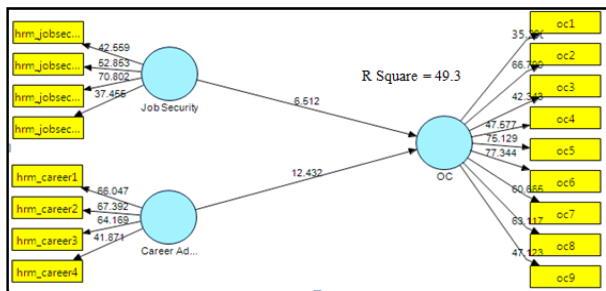 hrm_jobsec...
42.559
hrm_jobsec...
52.853
hrm_jobsec...
70.802
hrm_jobsec...
37.455
Job Security
6.512
R Square = 49.3
hrm_career1
66.047
hrm_career2
67.392
hrm_career3
64.169
hrm_career4
41.871
Career Ad...
12.432
OC
oc1
oc2
66.790
oc3
42.343
oc4
47.577
oc5
75.129
oc6
77.344
oc7
60.665
oc8
63.117
oc9
47.123